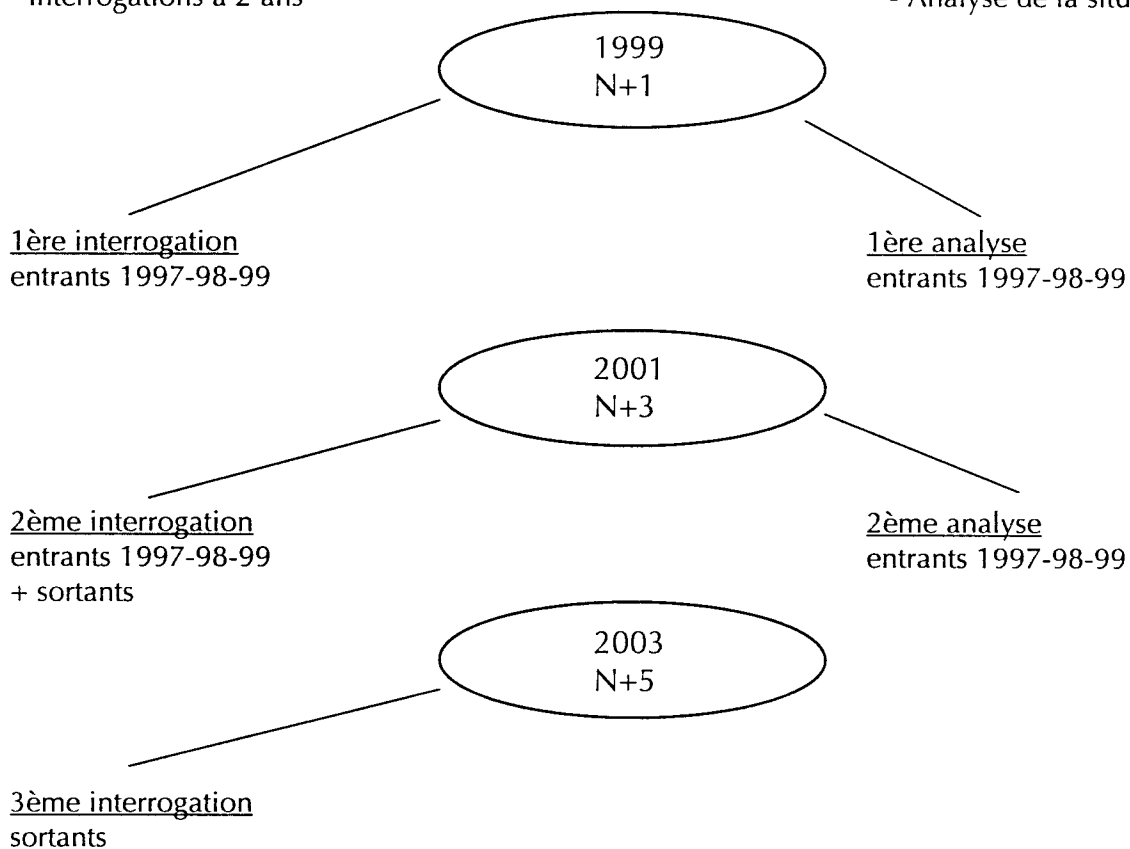 Interrogations à 2 ans
- Analyse de la situ
1999
N+1
1ère interrogation
entrants 1997-98-99
1ère analyse
entrants 1997-98-99
2001
N+3
2ème interrogation
entrants 1997-98-99
+ sortants
2ème analyse
entrants 1997-98-99
2003
N+5
3ème interrogation
sortants